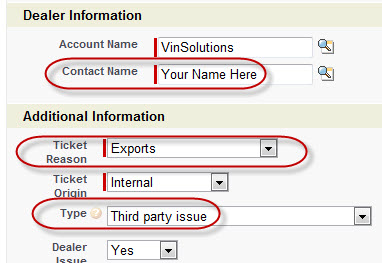 Dealer Information
Account Name VinSolutions
Contact Name Your Name Here
Additional Information
Ticket Reason Exports
Ticket Origin Internal
Type ? Third party issue
Dealer Issue Yes